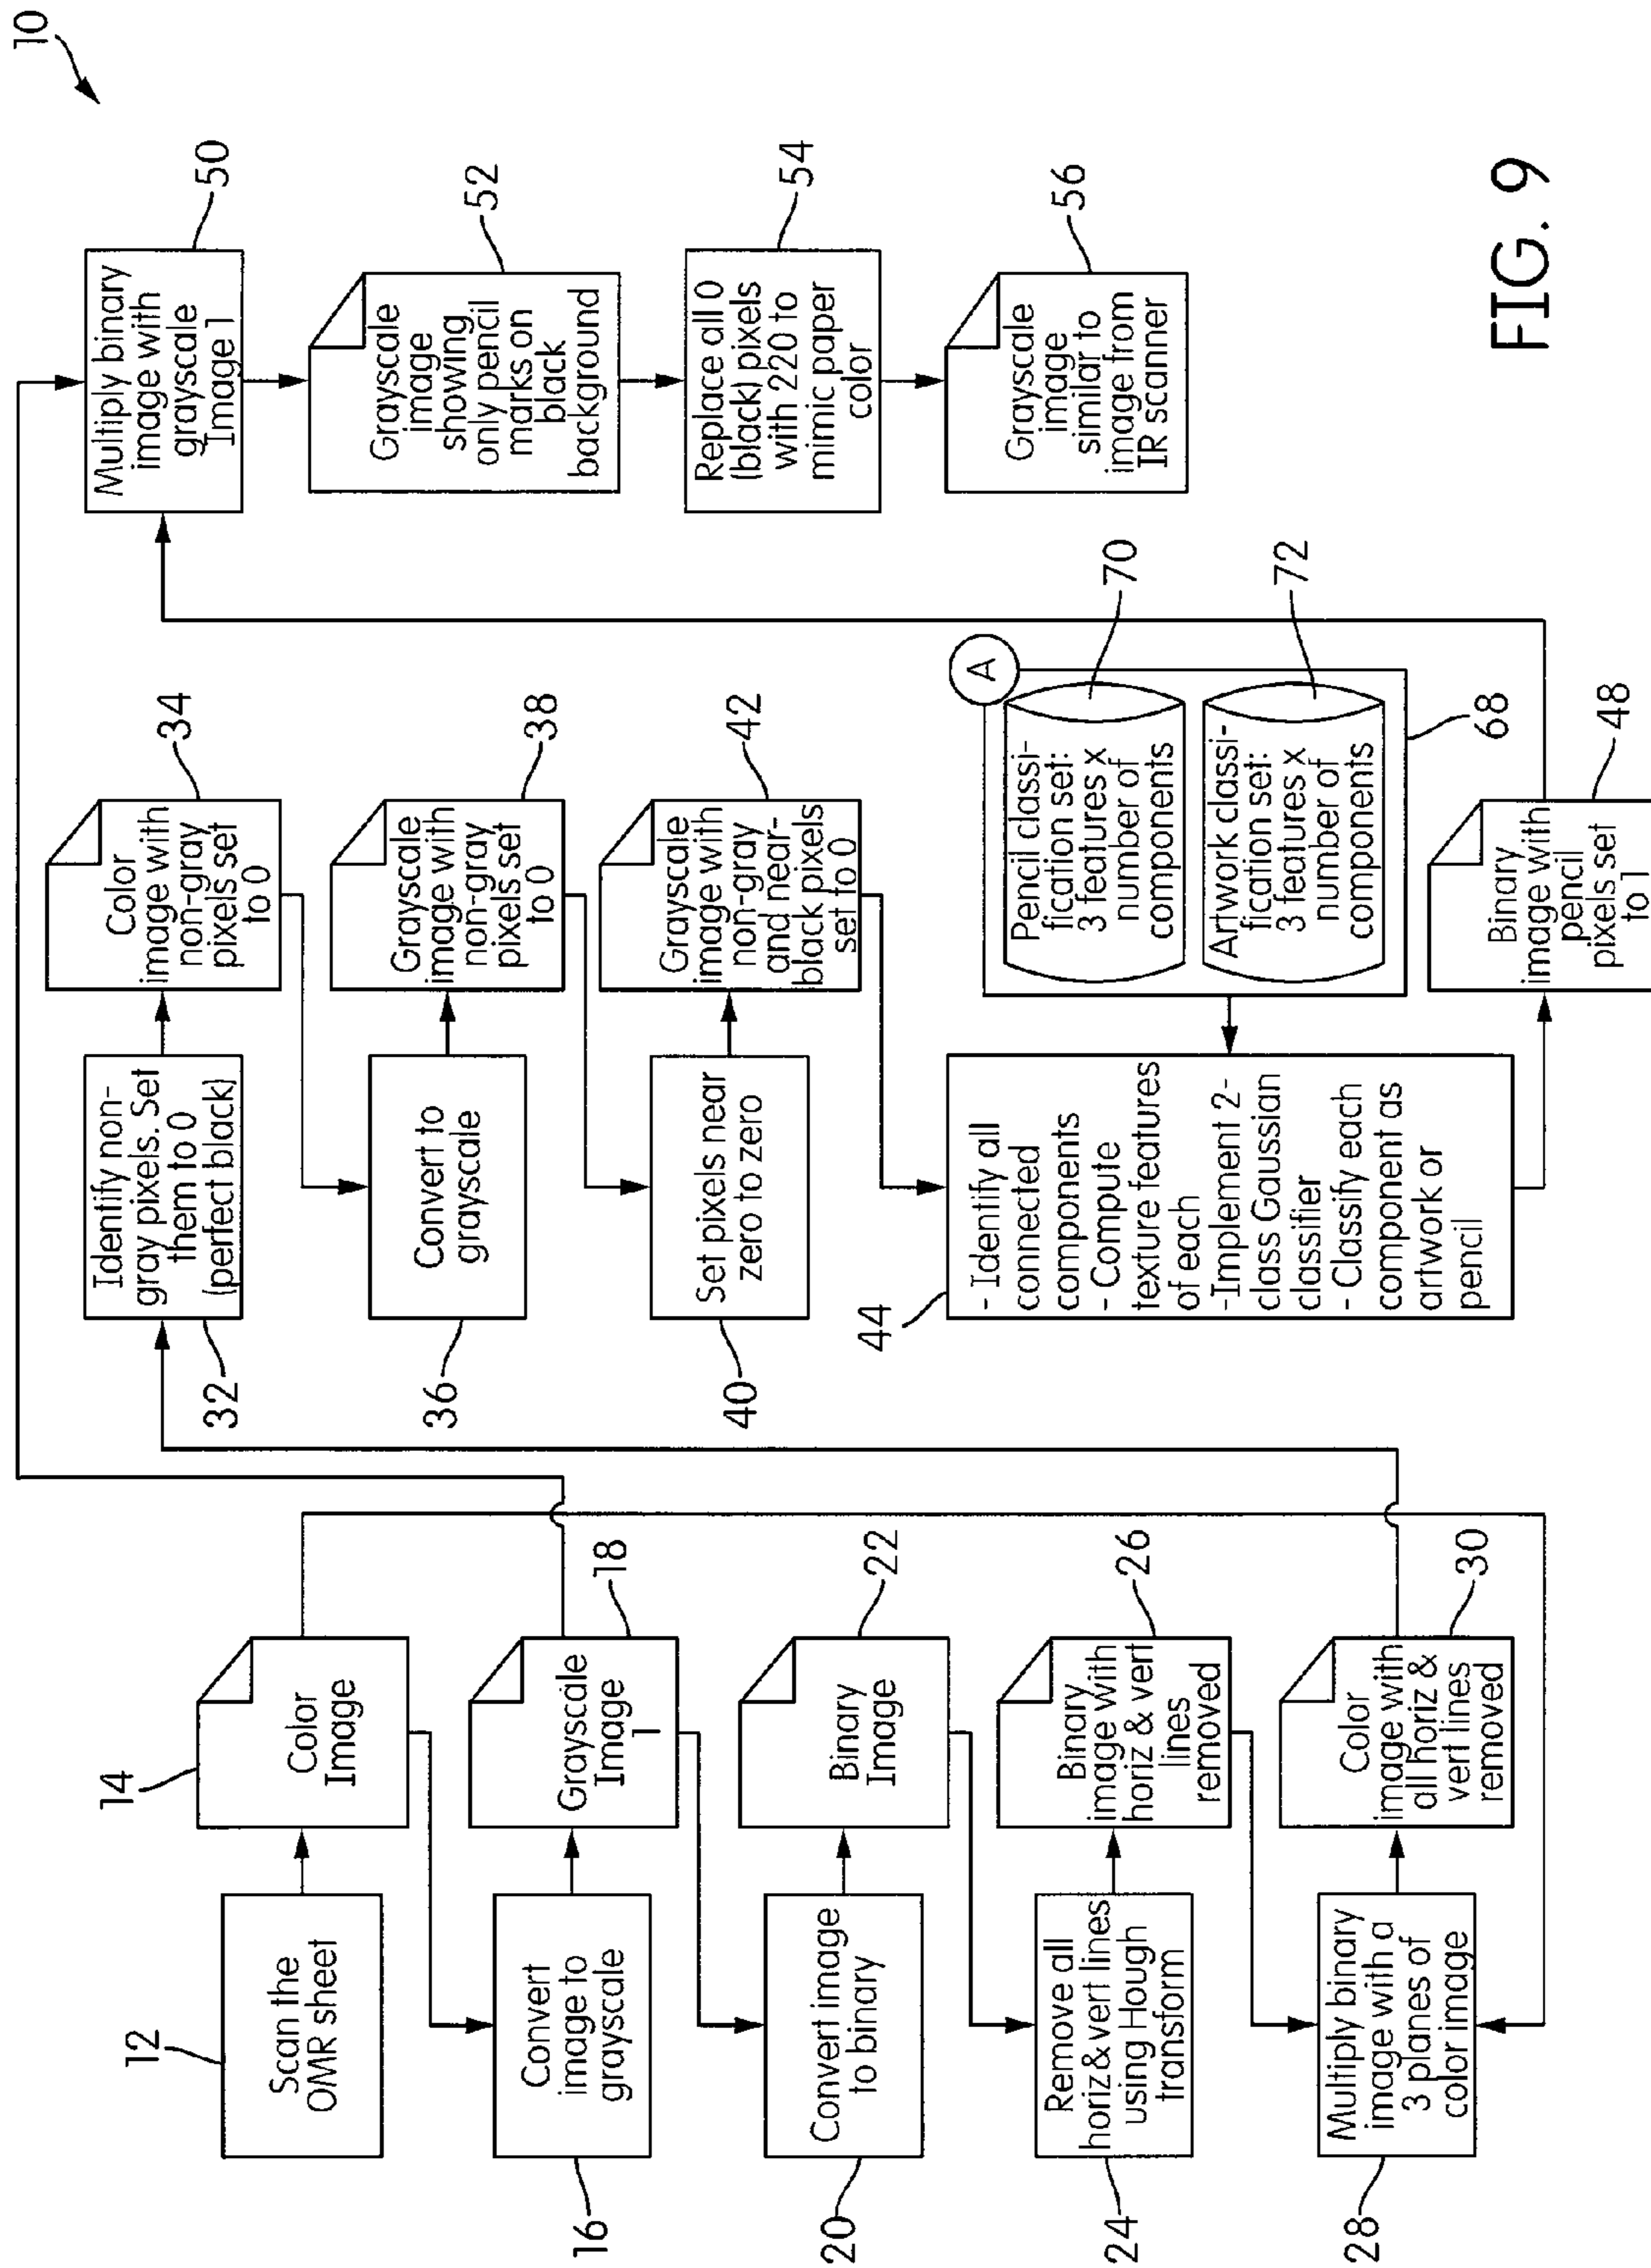 10
12
Scan the
OMR sheet
14
Color
Image
16
Convert
image to
grayscale
18
Grayscale
Image
1
20
Convert image
to binary
22
Binary
Image
24
Remove all
horiz & vert lines
using Hough
transform
26
Binary
image with
horiz & vert
lines
removed
28
Multiply binary
image with a
3 planes of
color image
30
Color
image with
all horiz &
vert lines
removed
32
Identify non-
gray pixels. Set
them to 0
(perfect black)
34
Color
image with
non-gray
pixels set
to 0
36
Convert to
grayscale
38
Grayscale
image with
non-gray
pixels set
to 0
40
Set pixels near
zero to zero
42
Grayscale
image with
non-gray
and near-
black pixels
set to 0
44
- Identify all
connected
components
- Compute
texture features
of each
- Implement 2-
class Gaussian
classifier
- Classify each
component as
artwork or
pencil
A
Pencil classi-
fication set:
3 features x
number of
components
70
Artwork classi-
fication set:
3 features x
number of
components
72
68
Binary
image with
pencil
pixels set
to 1
48
Multiply binary
image with
grayscale
Image 1
50
Grayscale
image
showing
only pencil
marks on
black
background
52
Replace all 0
(black) pixels
with 220 to
mimic paper
color
54
Grayscale
image
similar to
image from
IR scanner
56
FIG. 9